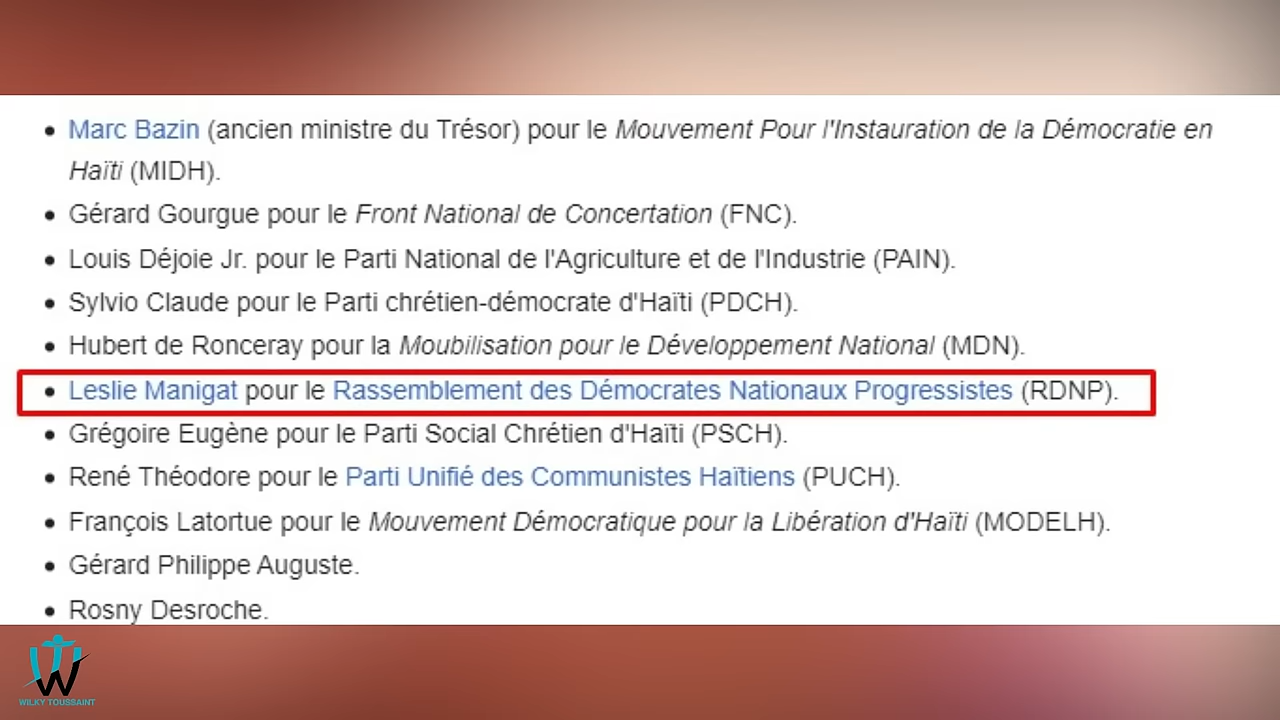 Marc Bazin (ancien ministre du Trésor) pour le Mouvement Pour l'Instauration de la Démocratie en
Haïti (MIDH).
Gérard Gourgue pour le Front National de Concertation (FNC).
Louis Déjoie Jr. pour le Parti National de l'Agriculture et de l'Industrie (PAIN).
Sylvio Claude pour le Parti chrétien-démocrate d'Haïti (PDCH).
Hubert de Ronceray pour la Moubilisation pour le Développement National (MDN).
Leslie Manigat pour le Rassemblement des Démocrates Nationaux Progressistes (RDNP).
Grégoire Eugène pour le Parti Social Chrétien d'Haïti (PSCH).
René Théodore pour le Parti Unifié des Communistes Haïtiens (PUCH).
François Latortue pour le Mouvement Démocratique pour la Libération d'Haïti (MODELH).
Gérard Philippe Auguste.
Rosny Desroche.
WILKY TOUSSAINT